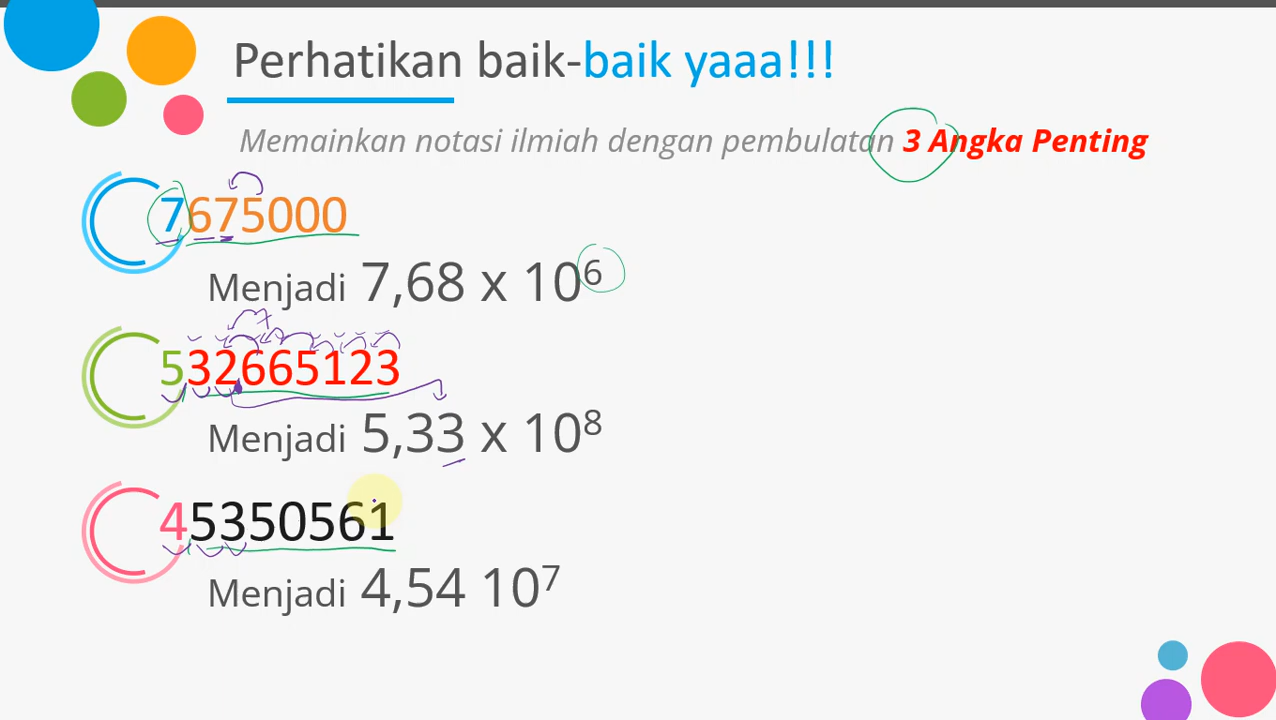 Perhatikan baik-baik yaaa!!!
Memainkan notasi ilmiah dengan pembulatan 3 Angka Penting
7675000
Menjadi 7,68 x 10⁶
532665123
Menjadi 5,33 x 10⁸
45350561
Menjadi 4,54 10⁷